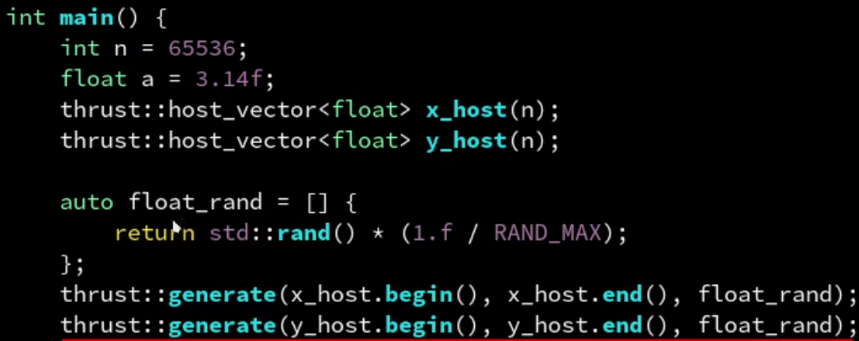 int main() {
    int n = 65536;
    float a = 3.14f;
    thrust::host_vector<float> x_host(n);
    thrust::host_vector<float> y_host(n);

    auto float_rand = [] {
        return std::rand() * (1.f / RAND_MAX);
    };
    thrust::generate(x_host.begin(), x_host.end(), float_rand);
    thrust::generate(y_host.begin(), y_host.end(), float_rand);